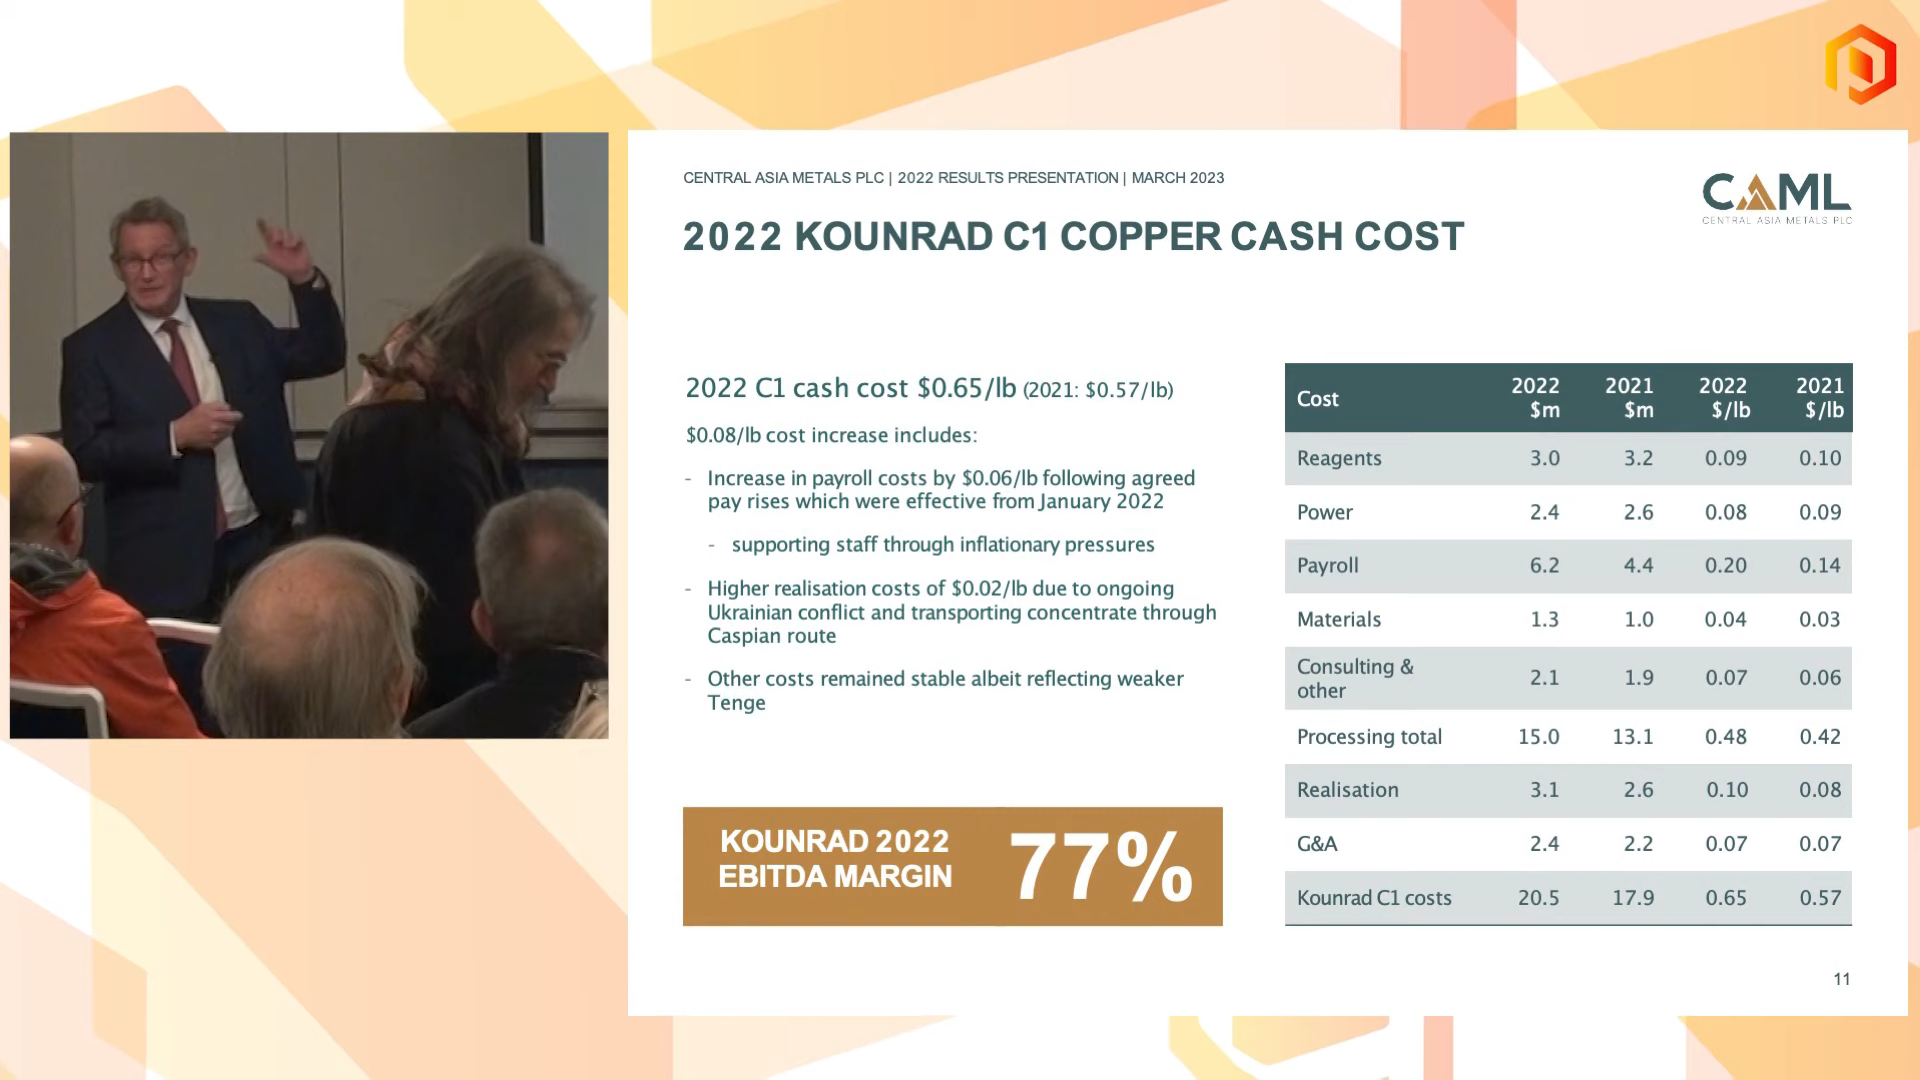 CENTRAL ASIA METALS PLC | 2022 RESULTS PRESENTATION | MARCH 2023
CAML
CENTRAL ASIA METALS PLC
2022 KOUNRAD C1 COPPER CASH COST
2022 C1 cash cost $0.65/lb (2021: $0.57/lb)
$0.08/lb cost increase includes:
- Increase in payroll costs by $0.06/lb following agreed
pay rises which were effective from January 2022
- supporting staff through inflationary pressures
- Higher realisation costs of $0.02/lb due to ongoing
Ukrainian conflict and transporting concentrate through
Caspian route
- Other costs remained stable albeit reflecting weaker
Tenge
KOUNRAD 2022
EBITDA MARGIN
77%
Cost 2022 $m 2021 $m 2022 $/lb 2021 $/lb
Reagents 3.0 3.2 0.09 0.10
Power 2.4 2.6 0.08 0.09
Payroll 6.2 4.4 0.20 0.14
Materials 1.3 1.0 0.04 0.03
Consulting & other 2.1 1.9 0.07 0.06
Processing total 15.0 13.1 0.48 0.42
Realisation 3.1 2.6 0.10 0.08
G&A 2.4 2.2 0.07 0.07
Kounrad C1 costs 20.5 17.9 0.65 0.57
11